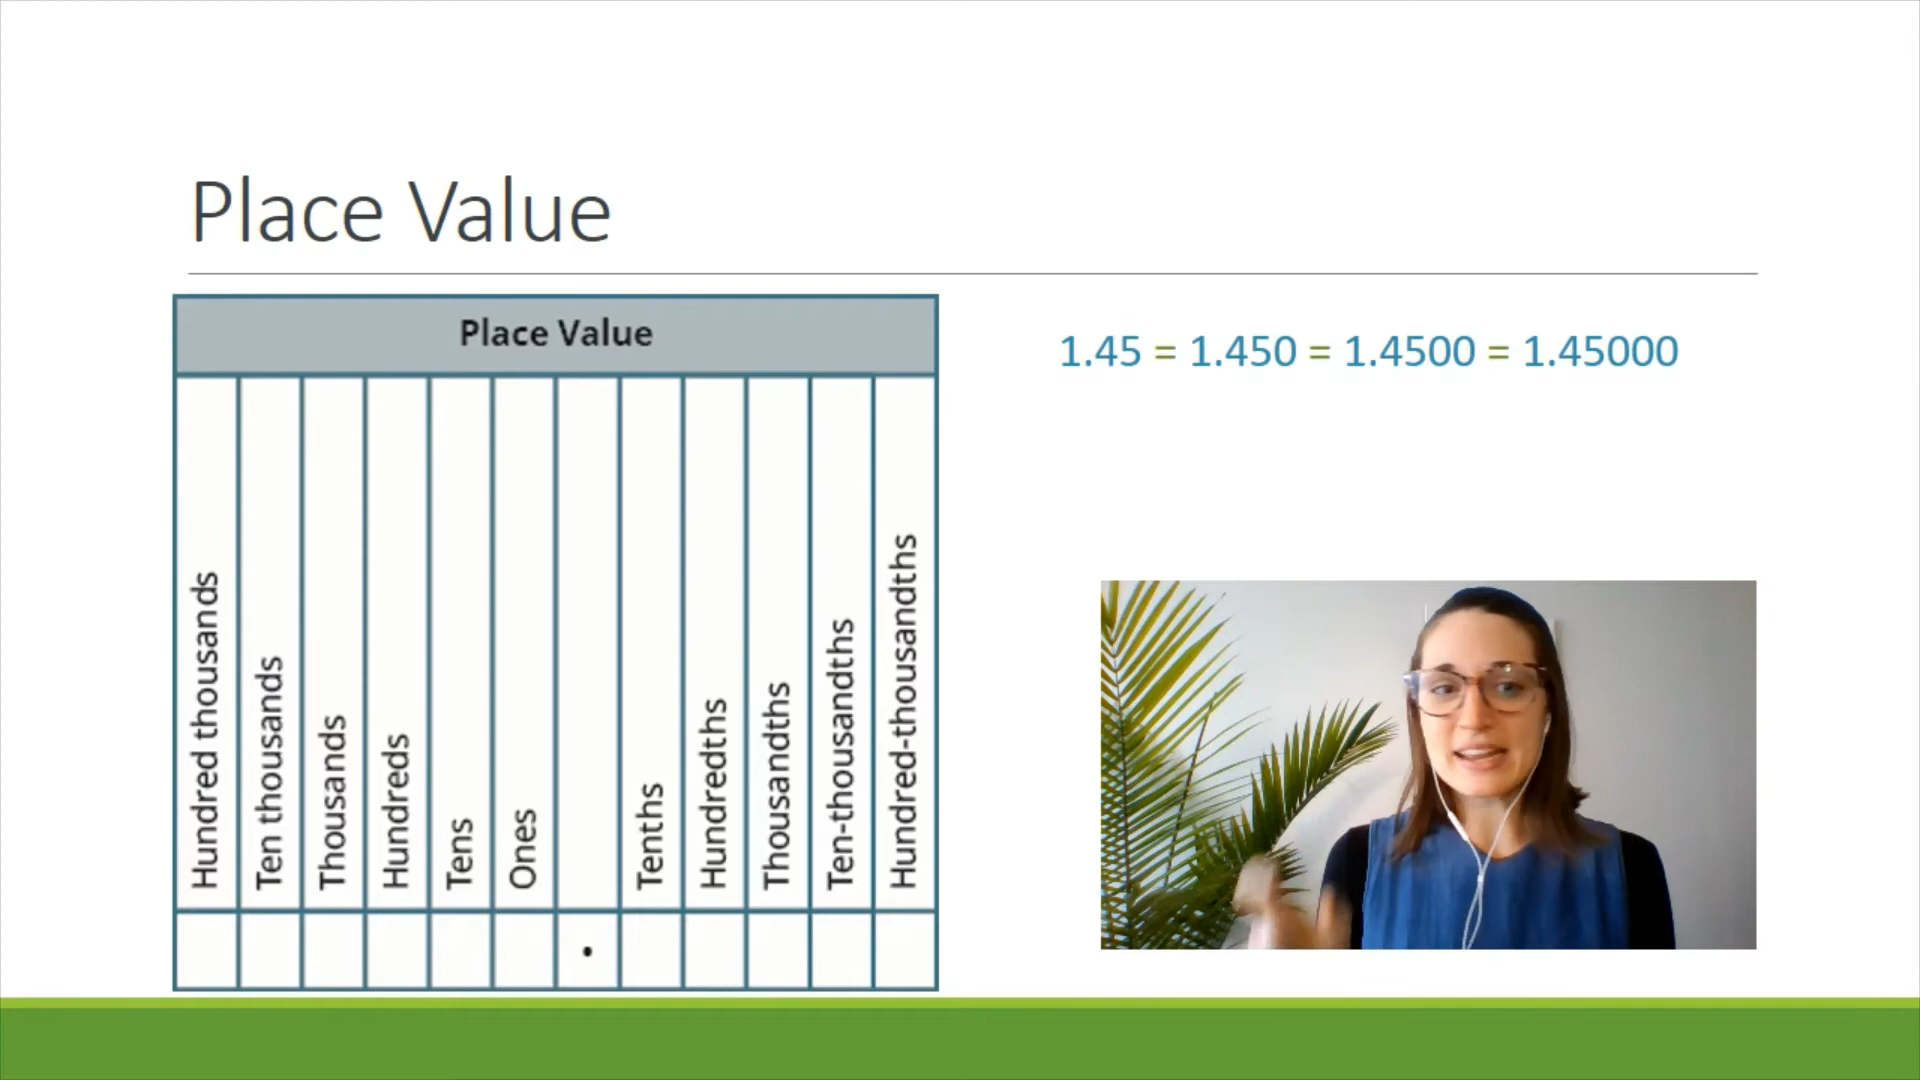 Place Value
Place Value
Hundred thousands
Ten thousands
Thousands
Hundreds
Tens
Ones
.
Tenths
Hundredths
Thousandths
Ten-thousandths
Hundred-thousandths
1.45 = 1.450 = 1.4500 = 1.45000